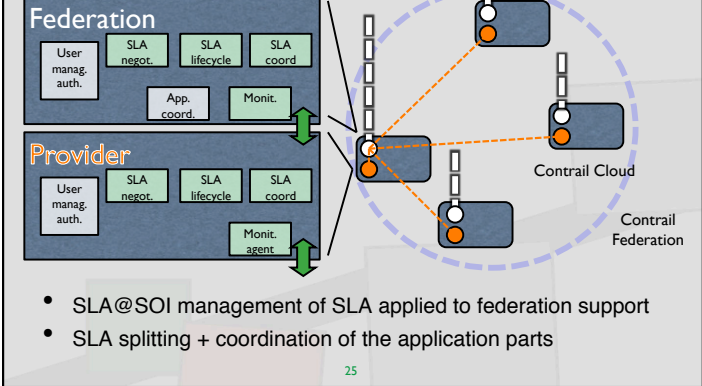 Federation
User
manag.
auth.
SLA
negot.
SLA
lifecycle
SLA
coord
App.
coord.
Monit.
Provider
User
manag.
auth.
SLA
negot.
SLA
lifecycle
SLA
coord
Monit.
agent
Contrail Cloud
Contrail
Federation
• SLA@SOI management of SLA applied to federation support
• SLA splitting + coordination of the application parts
25